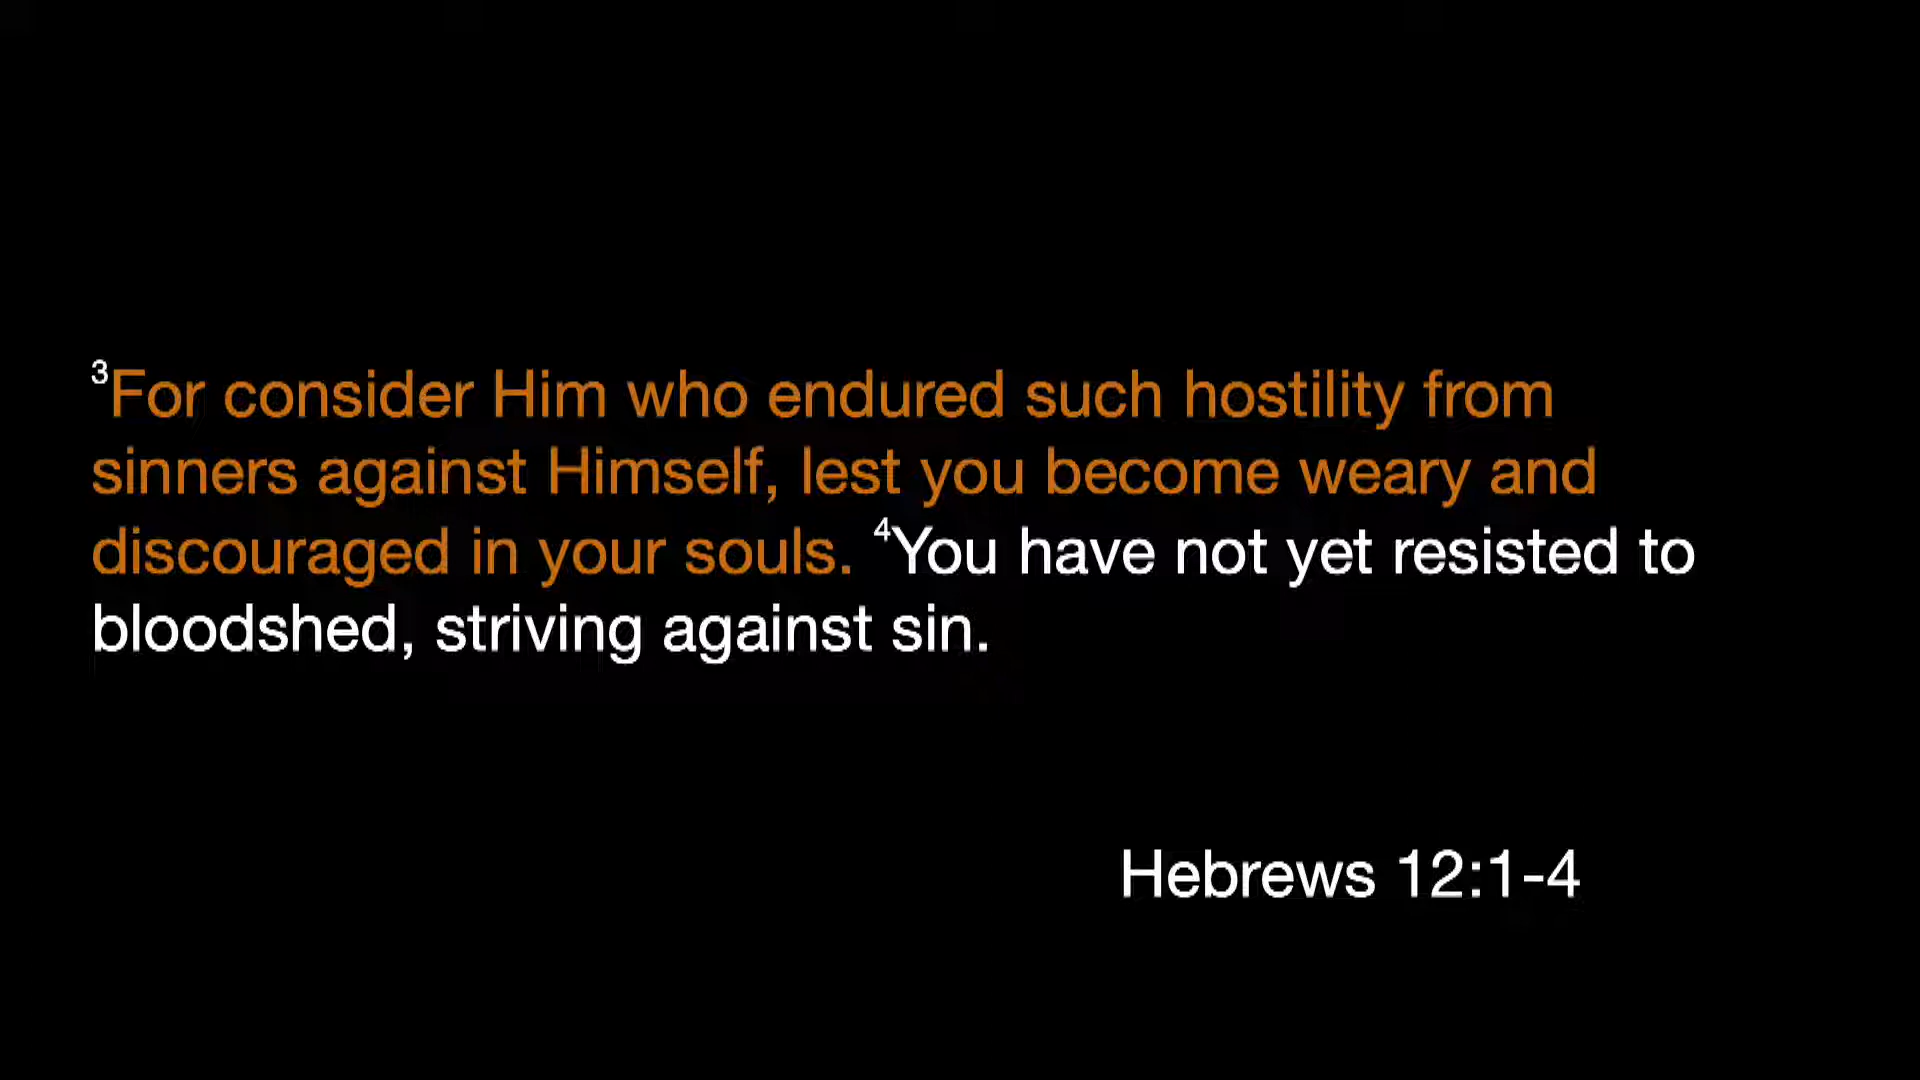 ³For consider Him who endured such hostility from
sinners against Himself, lest you become weary and
discouraged in your souls. ⁴You have not yet resisted to
bloodshed, striving against sin.
Hebrews 12:1-4